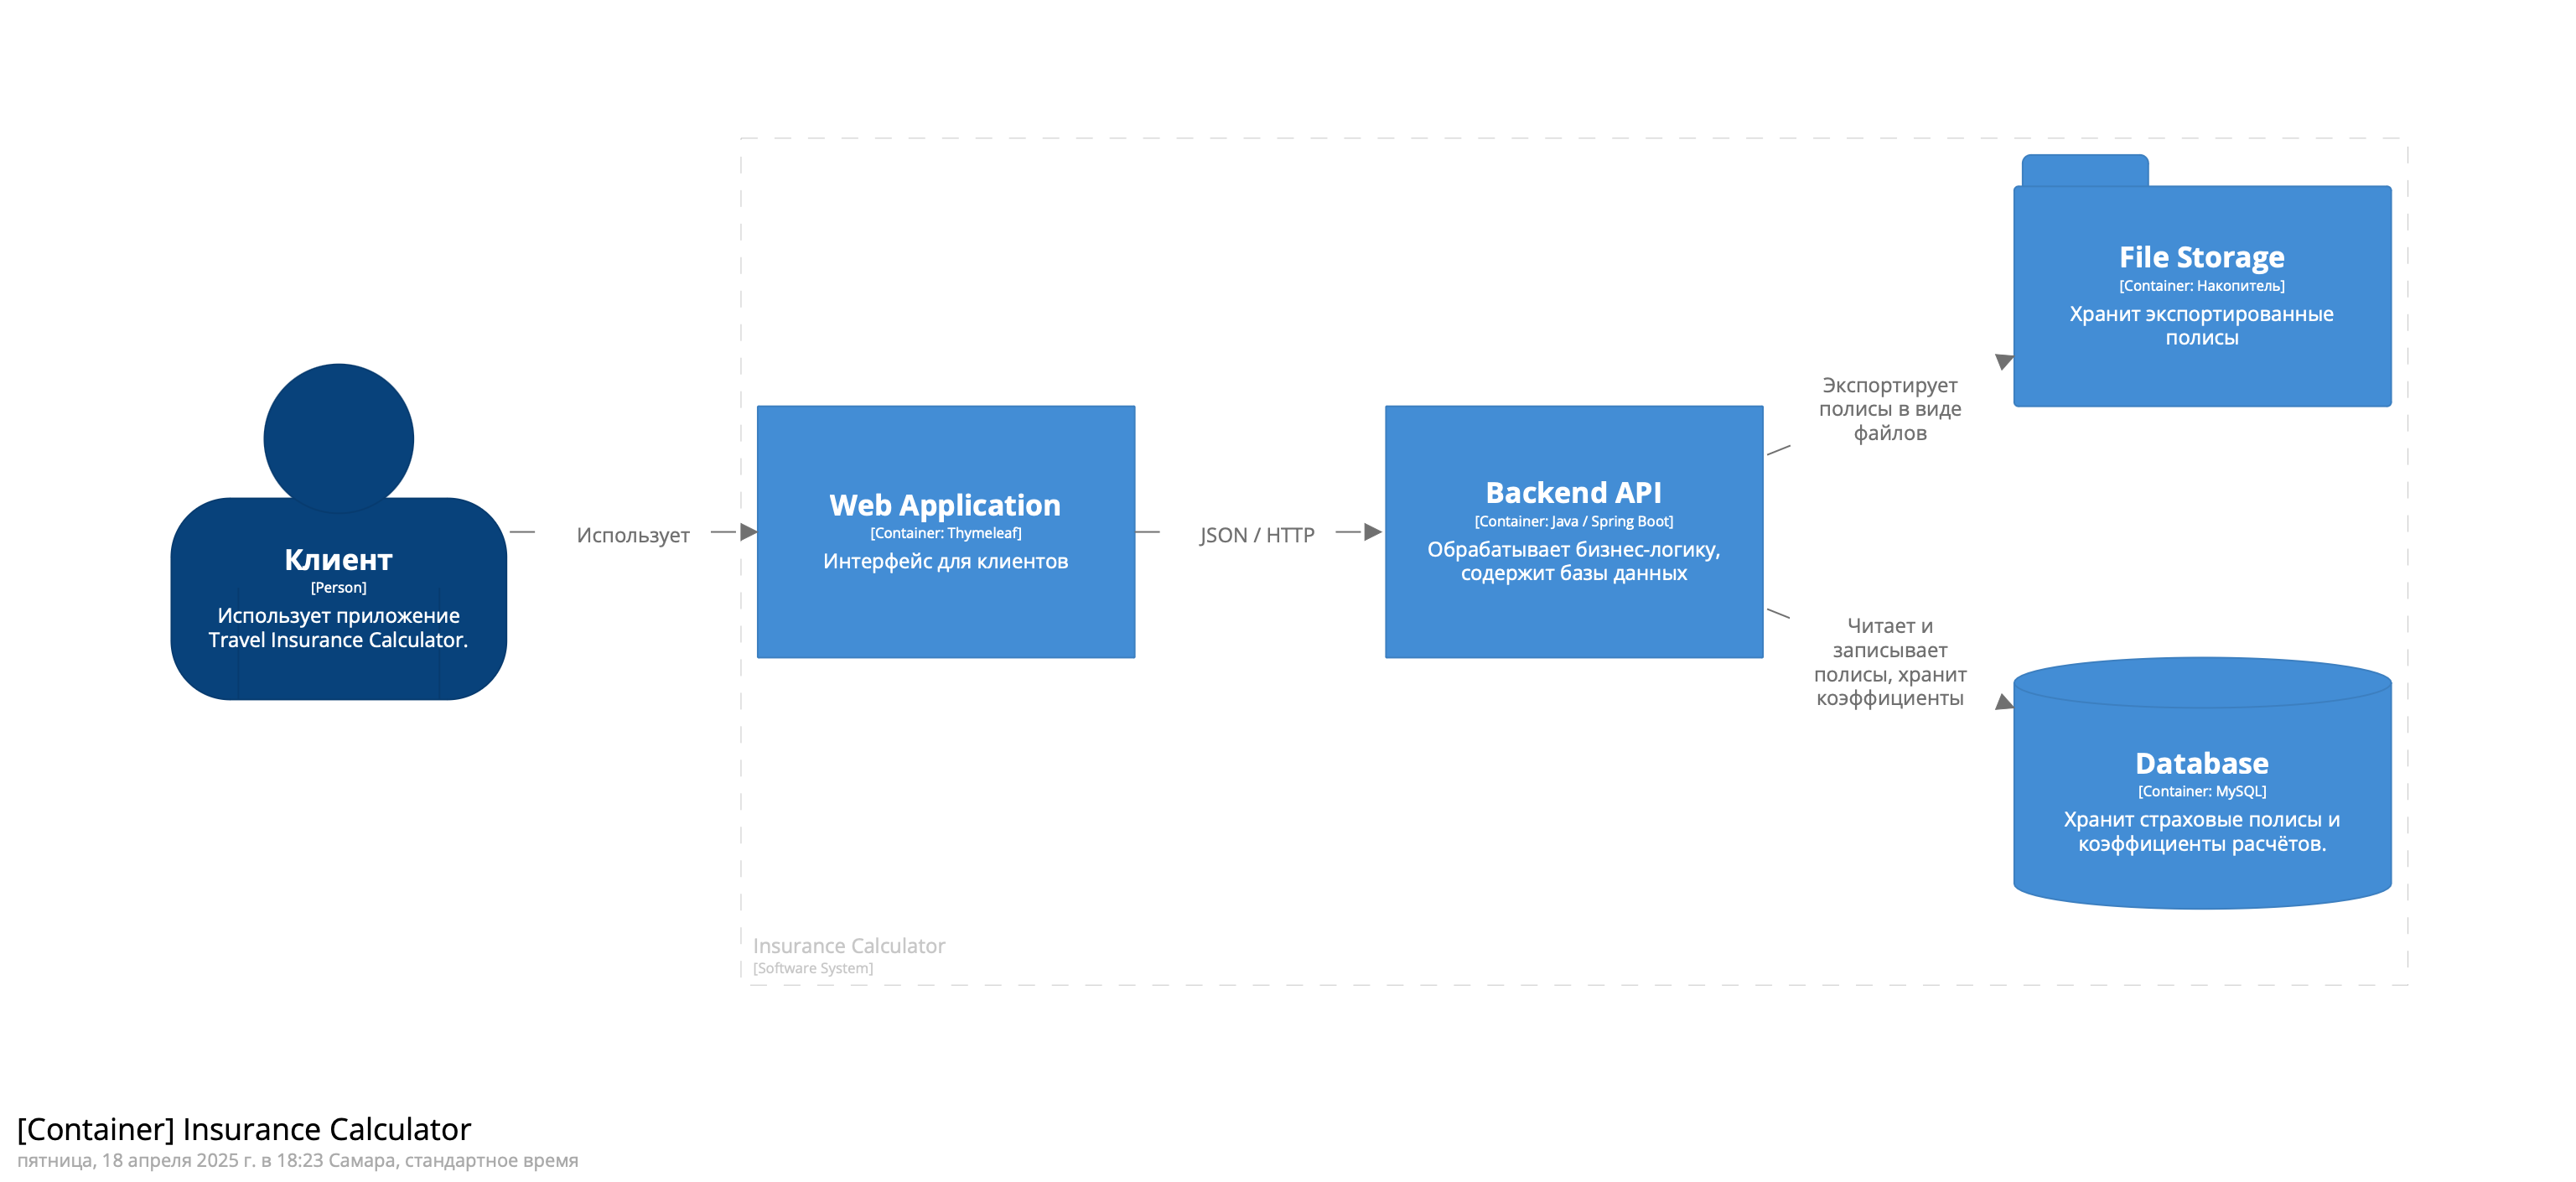 Клиент
[Person]
Использует приложение
Travel Insurance Calculator.
Использует
Web Application
[Container: Thymeleaf]
Интерфейс для клиентов
JSON / HTTP
Backend API
[Container: Java / Spring Boot]
Обрабатывает бизнес-логику,
содержит базы данных
Экспортирует
полисы в виде
файлов
File Storage
[Container: Накопитель]
Хранит экспортированные
полисы
Читает и
записывает
полисы, хранит
коэффициенты
Database
[Container: MySQL]
Хранит страховые полисы и
коэффициенты расчётов.
Insurance Calculator
[Software System]
[Container] Insurance Calculator
пятница, 18 апреля 2025 г. в 18:23 Самара, стандартное время